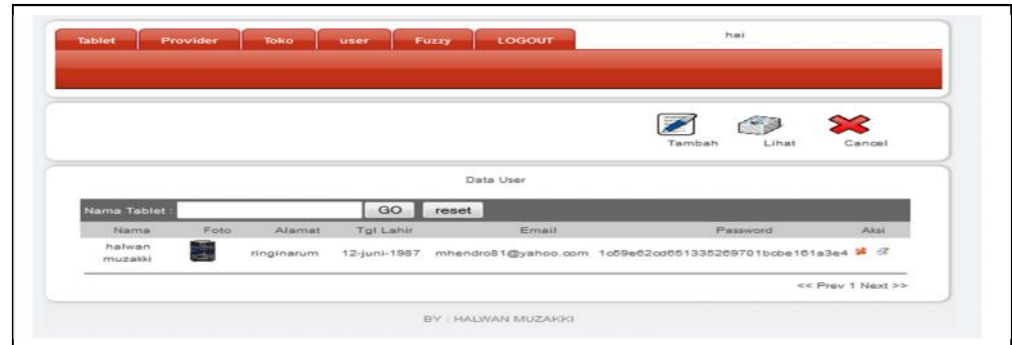 Tablet Provider Toko user Fuzzy LOGOUT hai
Tambah Lihat Cancel
Data User
Nama Tablet : GO reset
Nama Foto Alamat Tgl Lahir Email Password Aksi
halwan muzakki ringinarum 12-juni-1987 mhendro81@yahoo.com
<< Prev 1 Next >>
BY : HALWAN MUZAKKI